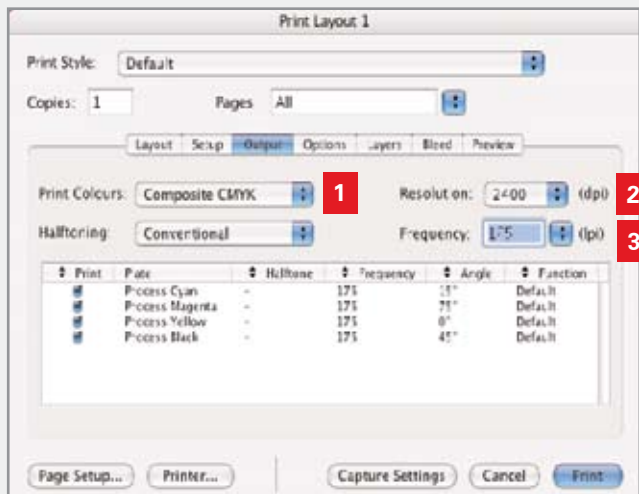 Print Layout 1
Print Style: Default
Copies: 1 Pages All
Layout Setup Output Options Layers Bleed Preview
Print Colours: Composite CMYK 1 Resolution: 2400 (dpi) 2
Halftoning: Conventional Frequency: 175 (lpi) 3
Print Plate Halftone Frequency Angle Function
Process Cyan - 175 15° Default
Process Magenta - 175 75° Default
Process Yellow - 175 0° Default
Process Black - 175 45° Default
Page Setup... Printer... Capture Settings Cancel Print